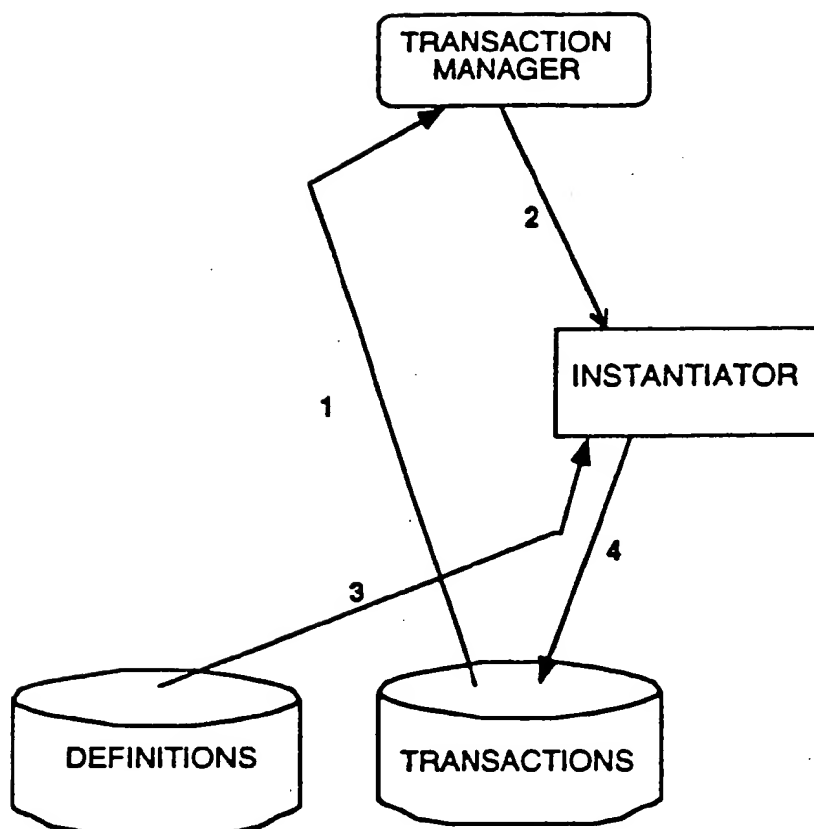 TRANSACTION
MANAGER
2
INSTANTIATOR
1
4
3
DEFINITIONS
TRANSACTIONS